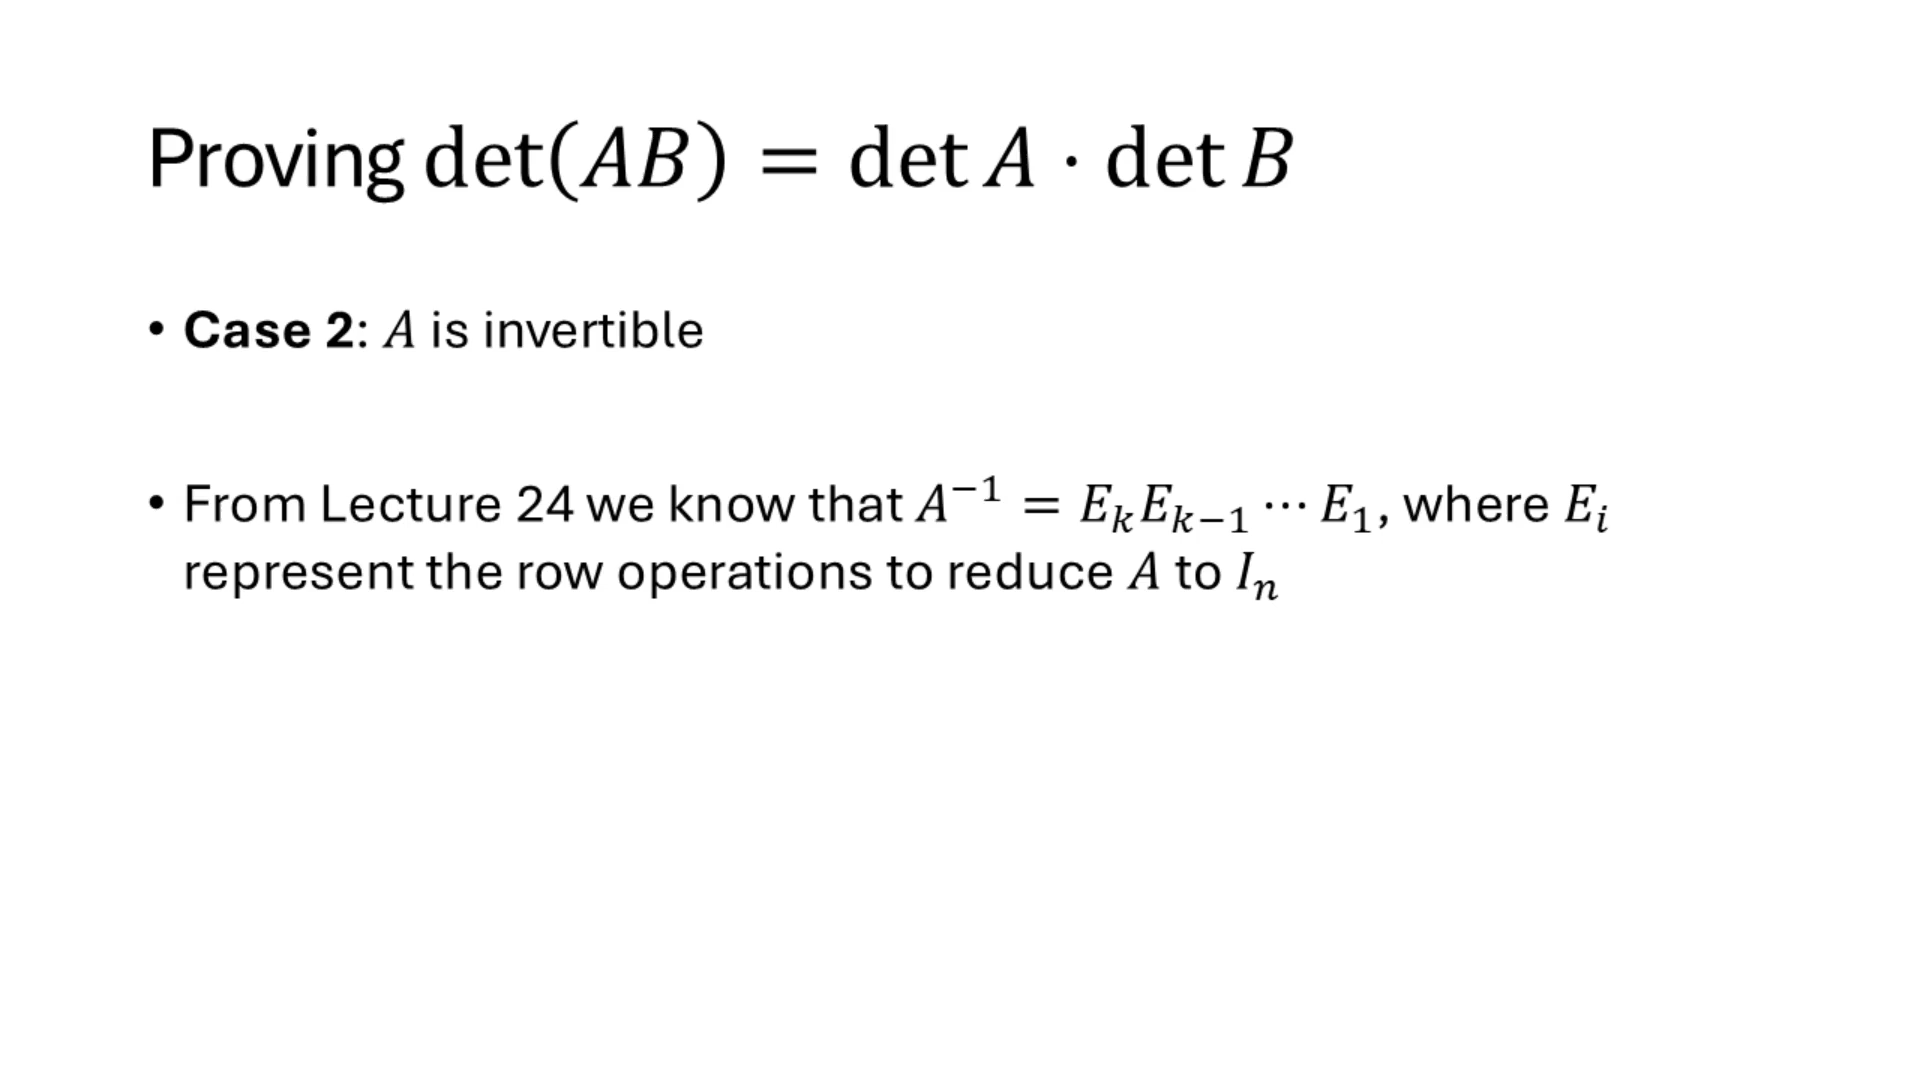 Proving det(𝐴𝐵) = det 𝐴 ⋅ det 𝐵
• Case 2: 𝐴 is invertible
• From Lecture 24 we know that 𝐴⁻¹ = 𝐸ₖ𝐸ₖ₋₁ ⋯ 𝐸₁, where 𝐸ᵢ
represent the row operations to reduce 𝐴 to 𝐼ₙ